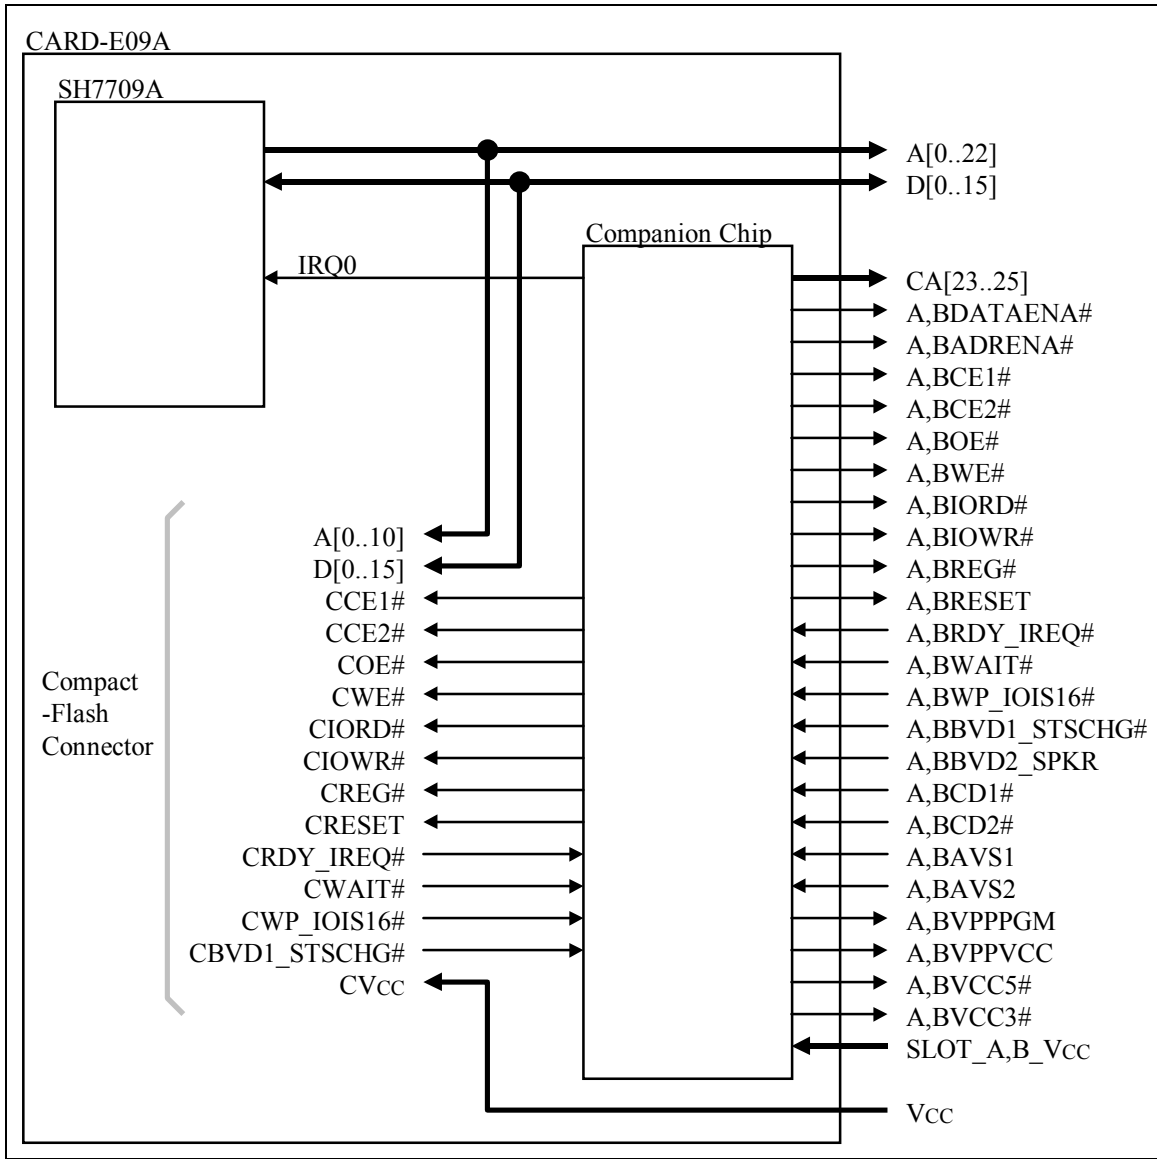 CARD-E09A
SH7709A
A[0..22]
D[0..15]
Companion Chip
IRQ0
CA[23..25]
A,BDATAENA#
A,BADRENA#
A,BCE1#
A,BCE2#
A,BOE#
A,BWE#
A,BIORD#
A,BIOWR#
A,BREG#
A,BRESET
A,BRDY_IREQ#
A,BWAIT#
A,BWP_IOIS16#
A,BBVD1_STSCHG#
A,BBVD2_SPKR
A,BCD1#
A,BCD2#
A,BAVS1
A,BAVS2
A,BVPPPGM
A,BVPPVCC
A,BVCC5#
A,BVCC3#
SLOT_A,B_VCC
VCC
Compact
-Flash
Connector
A[0..10]
D[0..15]
CCE1#
CCE2#
COE#
CWE#
CIORD#
CIOWR#
CREG#
CRESET
CRDY_IREQ#
CWAIT#
CWP_IOIS16#
CBVD1_STSCHG#
CVCC